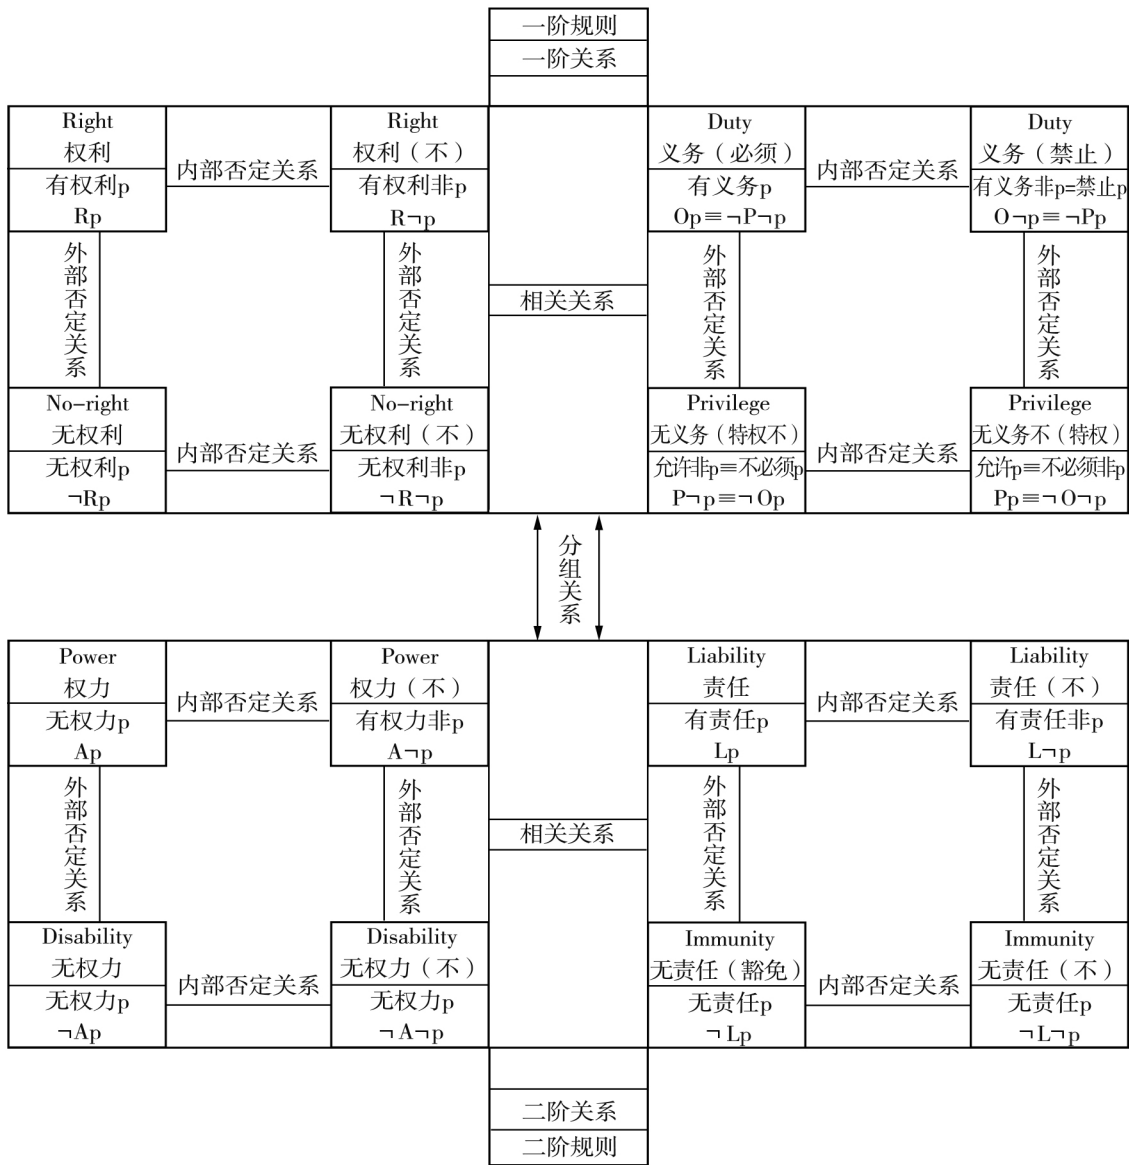 一阶规则
一阶关系
Right
权利
有权利p
Rp
内部否定关系
Right
权利（不）
有权利非p
R¬p
Duty
义务（必须）
有义务p
Op≡¬P¬p
内部否定关系
Duty
义务（禁止）
有义务非p=禁止p
O¬p≡¬Pp
外部否定关系
外部否定关系
相关关系
外部否定关系
外部否定关系
No-right
无权利
无权利p
¬Rp
内部否定关系
No-right
无权利（不）
无权利非p
¬R¬p
Privilege
无义务（特权不）
允许非p≡不必须p
P¬p≡¬Op
内部否定关系
Privilege
无义务不（特权）
允许p≡不必须非p
Pp≡¬O¬p
分组关系
Power
权力
无权力p
Ap
内部否定关系
Power
权力（不）
有权力非p
A¬p
Liability
责任
有责任p
Lp
内部否定关系
Liability
责任（不）
有责任非p
L¬p
外部否定关系
外部否定关系
相关关系
外部否定关系
外部否定关系
Disability
无权力
无权力p
¬Ap
内部否定关系
Disability
无权力（不）
无权力p
¬A¬p
Immunity
无责任（豁免）
无责任p
¬Lp
内部否定关系
Immunity
无责任（不）
无责任p
¬L¬p
二阶关系
二阶规则